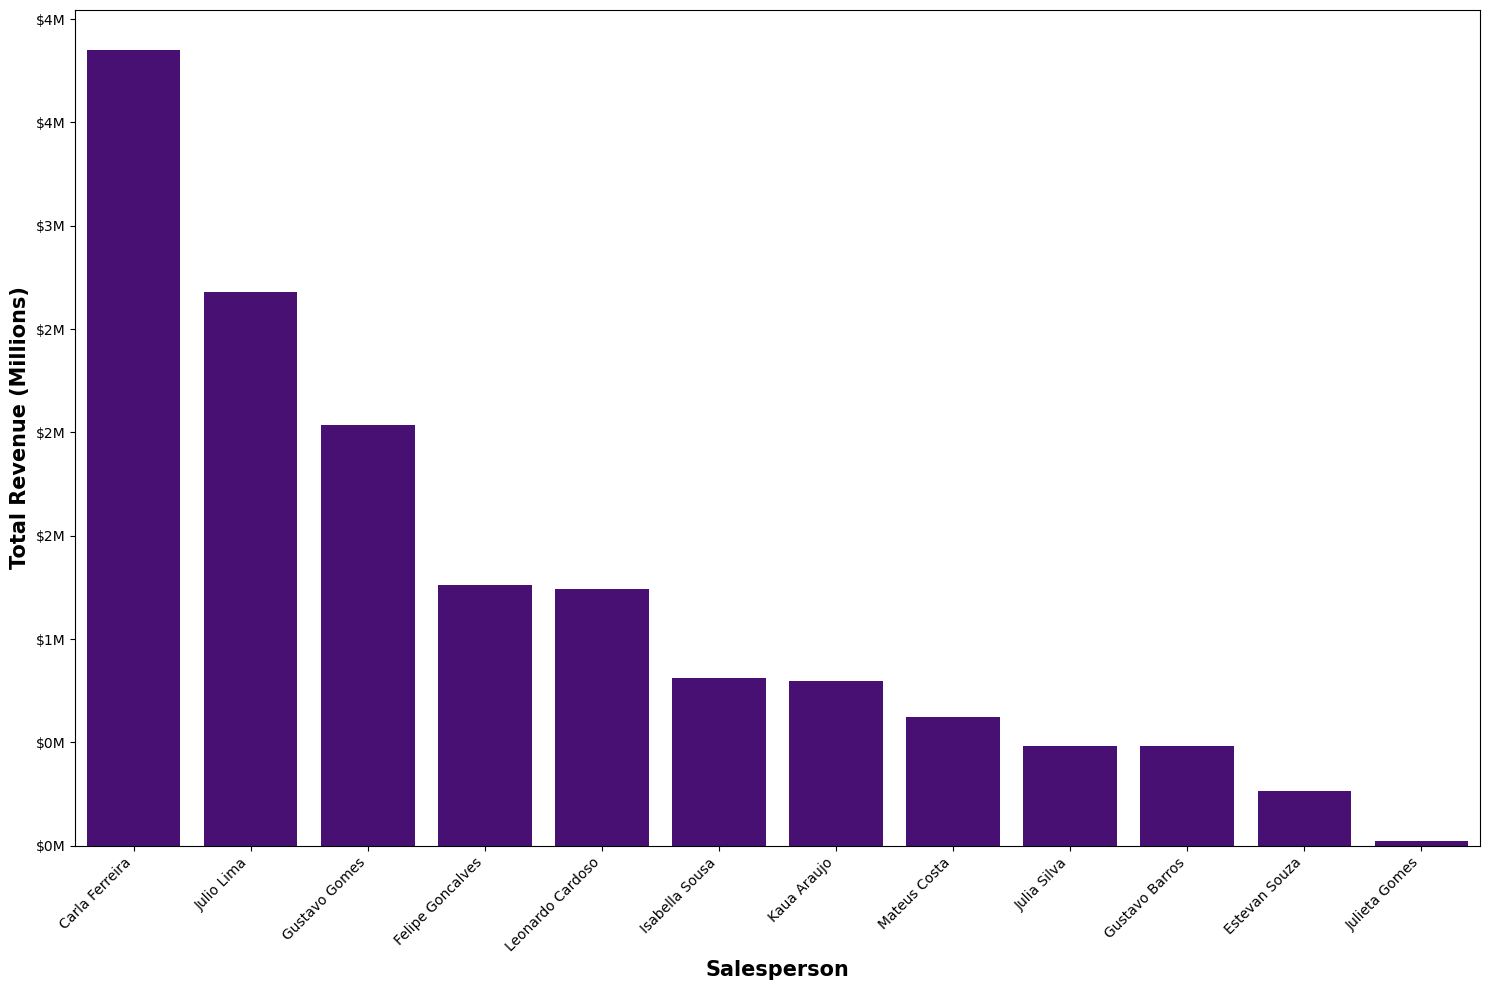 $4M
$4M
$3M
$2M
$2M
$2M
$1M
$0M
$0M
Total Revenue (Millions)
Carla Ferreira
Julio Lima
Gustavo Gomes
Felipe Goncalves
Leonardo Cardoso
Isabella Sousa
Kaua Araujo
Mateus Costa
Julia Silva
Gustavo Barros
Estevan Souza
Julieta Gomes
Salesperson